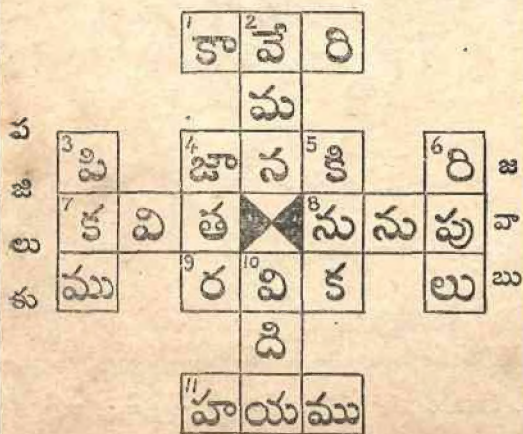 1 కా 2 వే రి
మ
3 పి 4 జా న 5 కి 6 రి
7 క వి త 8 ను ను పు
ము 9 ర 10 వి క లు
ది
11 హ య ము
ప
జి
లు
కు
జ
వా
బు